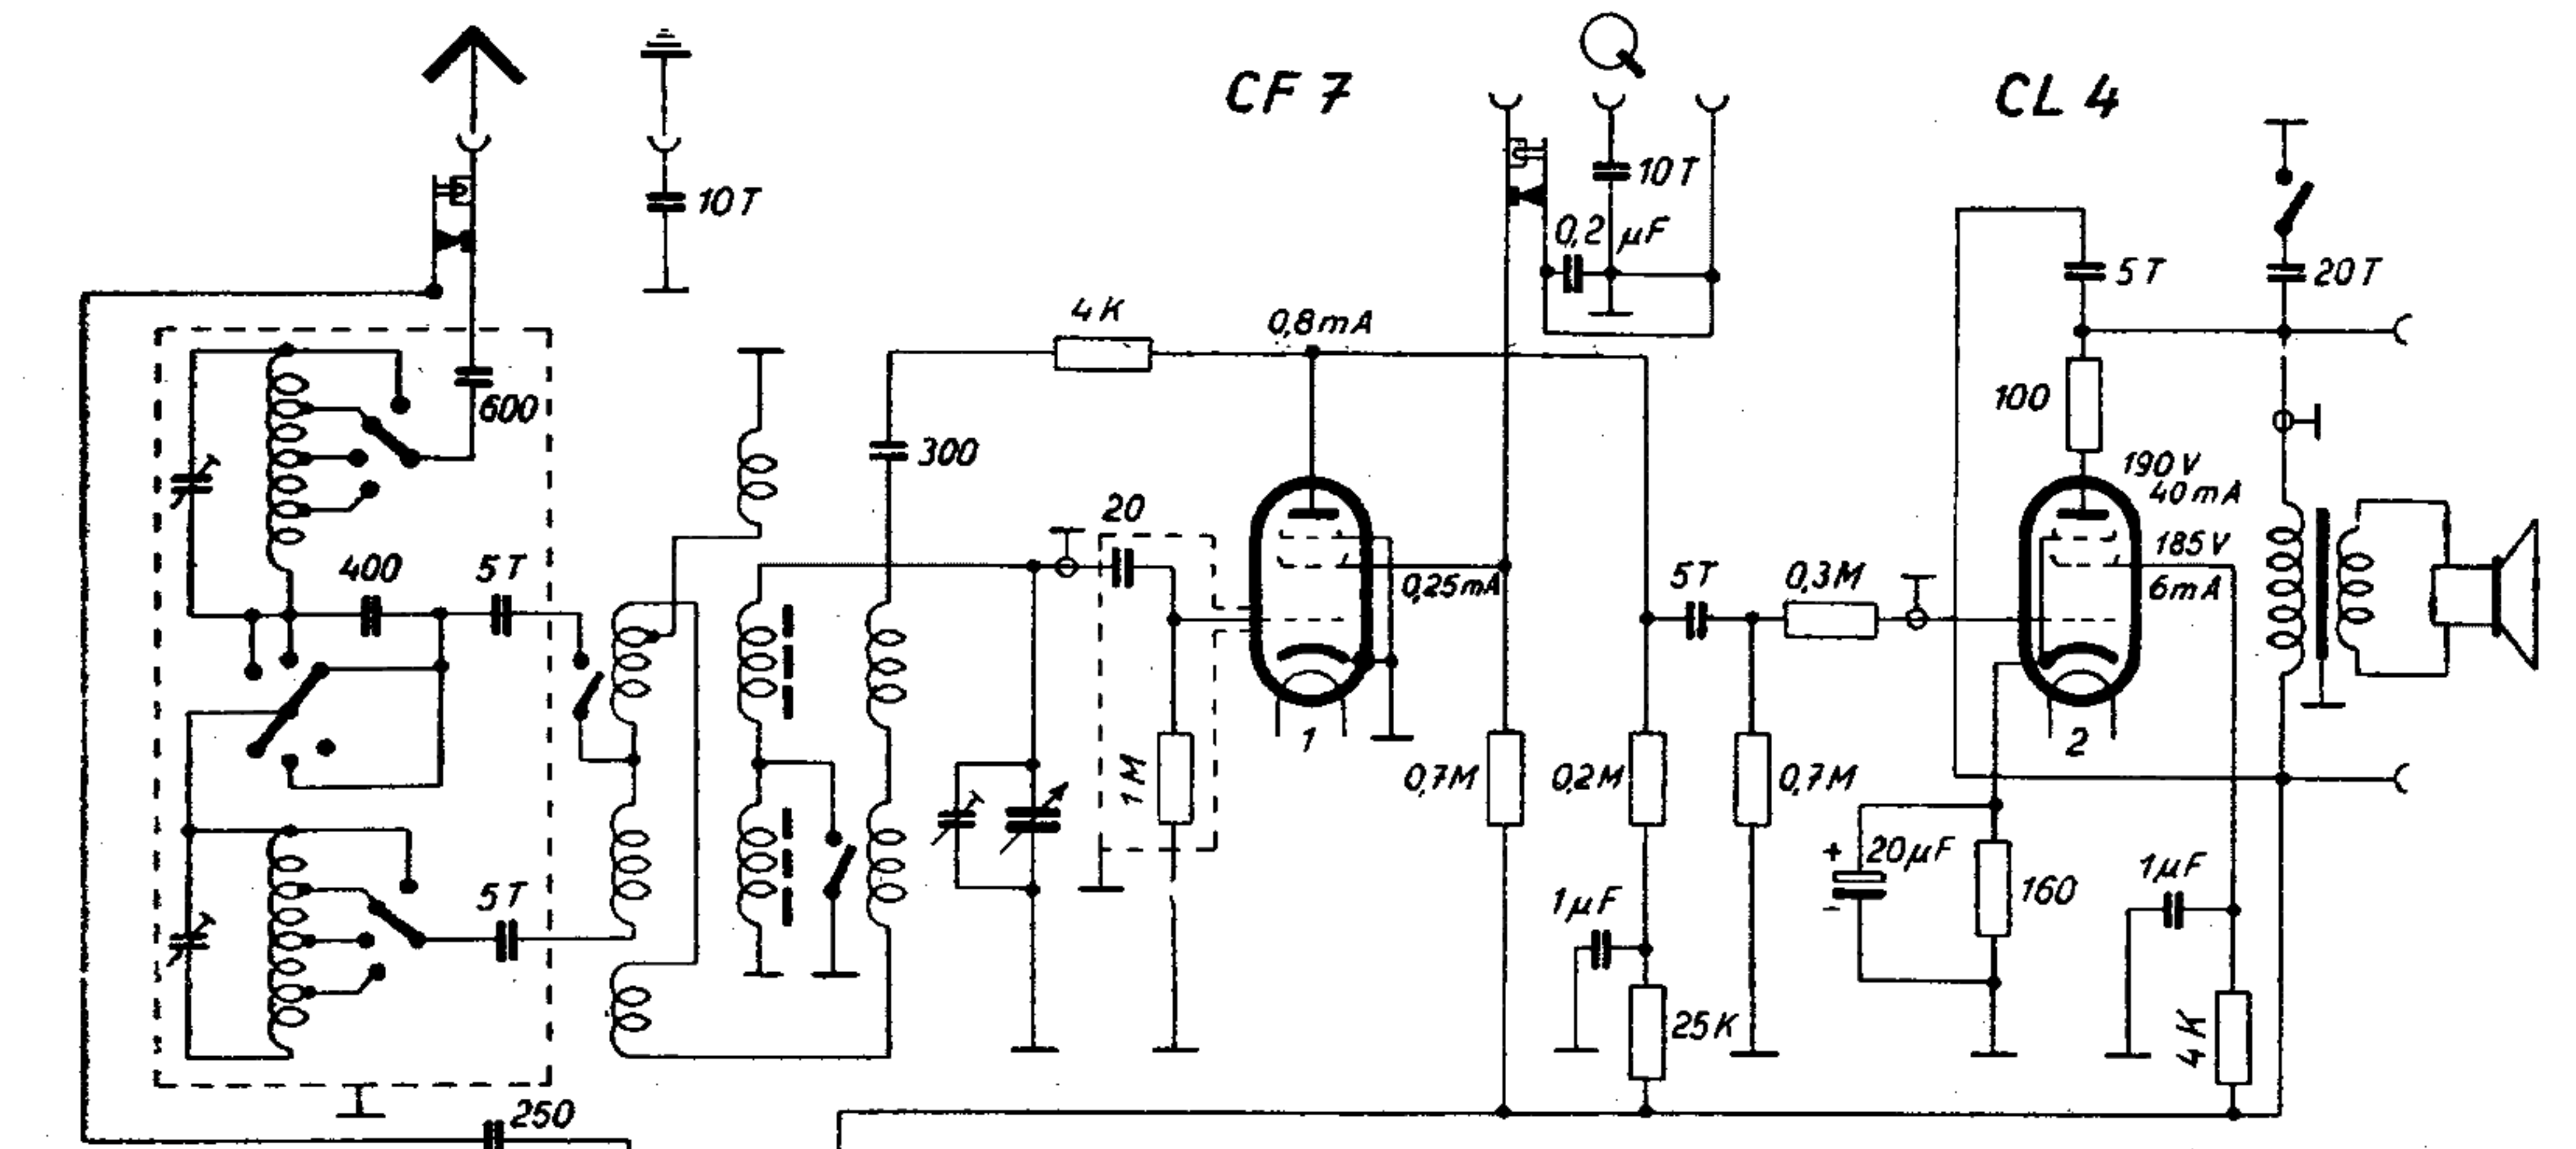 CF 7
CL 4
10 T
10 T
0,2 µF
5 T
20 T
4 K
0,8 mA
600
100
300
190 V
40 mA
20
400
5 T
0,25 mA
5 T
0,3 M
185 V
6 mA
1
2
1 M
0,7 M
0,2 M
0,7 M
+
20 µF
-
160
1 µF
5 T
1 µF
25 K
4 K
250